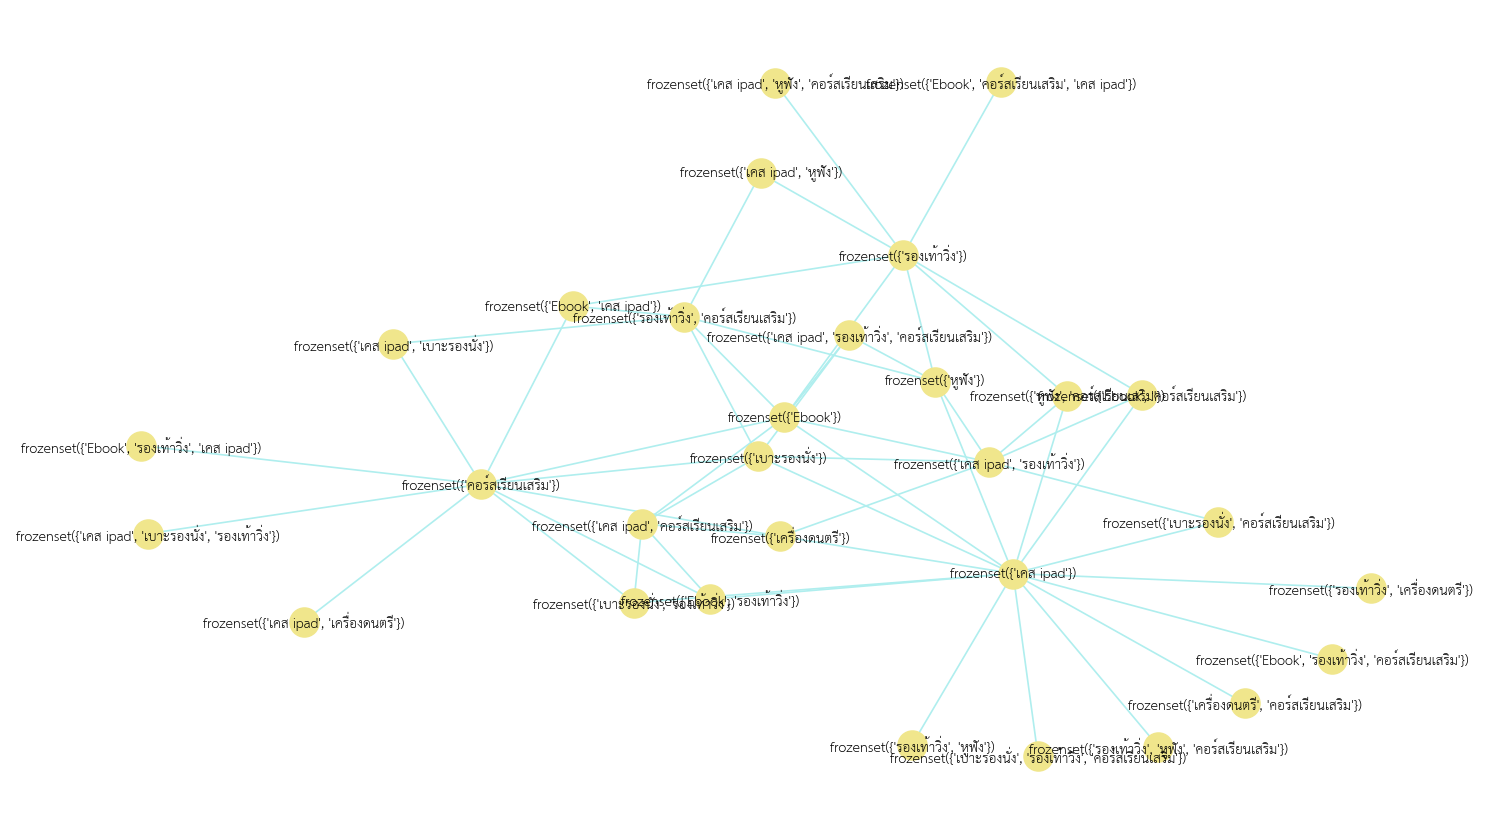 frozenset({'เคส ipad', 'หูฟัง', 'คอร์สเรียนเสริม'})
frozenset({'Ebook', 'คอร์สเรียนเสริม', 'เคส ipad'})
frozenset({'เคส ipad', 'หูฟัง'})
frozenset({'รองเท้าวิ่ง'})
frozenset({'Ebook', 'เคส ipad'})
frozenset({'รองเท้าวิ่ง', 'คอร์สเรียนเสริม'})
frozenset({'เคส ipad', 'รองเท้าวิ่ง', 'คอร์สเรียนเสริม'})
frozenset({'เคส ipad', 'เบาะรองนั่ง'})
frozenset({'หูฟัง'})
frozenset({'หูฟัง', 'คอร์สเรียนเสริม'})
frozenset({'Ebook', 'คอร์สเรียนเสริม'})
frozenset({'Ebook'})
frozenset({'Ebook', 'รองเท้าวิ่ง', 'เคส ipad'})
frozenset({'เบาะรองนั่ง'})
frozenset({'เคส ipad', 'รองเท้าวิ่ง'})
frozenset({'คอร์สเรียนเสริม'})
frozenset({'เคส ipad', 'คอร์สเรียนเสริม'})
frozenset({'เบาะรองนั่ง', 'คอร์สเรียนเสริม'})
frozenset({'เคส ipad', 'เบาะรองนั่ง', 'รองเท้าวิ่ง'})
frozenset({'เครื่องดนตรี'})
frozenset({'เคส ipad'})
frozenset({'รองเท้าวิ่ง', 'เครื่องดนตรี'})
frozenset({'เบาะรองนั่ง', 'รองเท้าวิ่ง'})
frozenset({'Ebook', 'รองเท้าวิ่ง'})
frozenset({'เคส ipad', 'เครื่องดนตรี'})
frozenset({'Ebook', 'รองเท้าวิ่ง', 'คอร์สเรียนเสริม'})
frozenset({'เครื่องดนตรี', 'คอร์สเรียนเสริม'})
frozenset({'รองเท้าวิ่ง', 'หูฟัง'})
frozenset({'รองเท้าวิ่ง', 'หูฟัง', 'คอร์สเรียนเสริม'})
frozenset({'เบาะรองนั่ง', 'รองเท้าวิ่ง', 'คอร์สเรียนเสริม'})